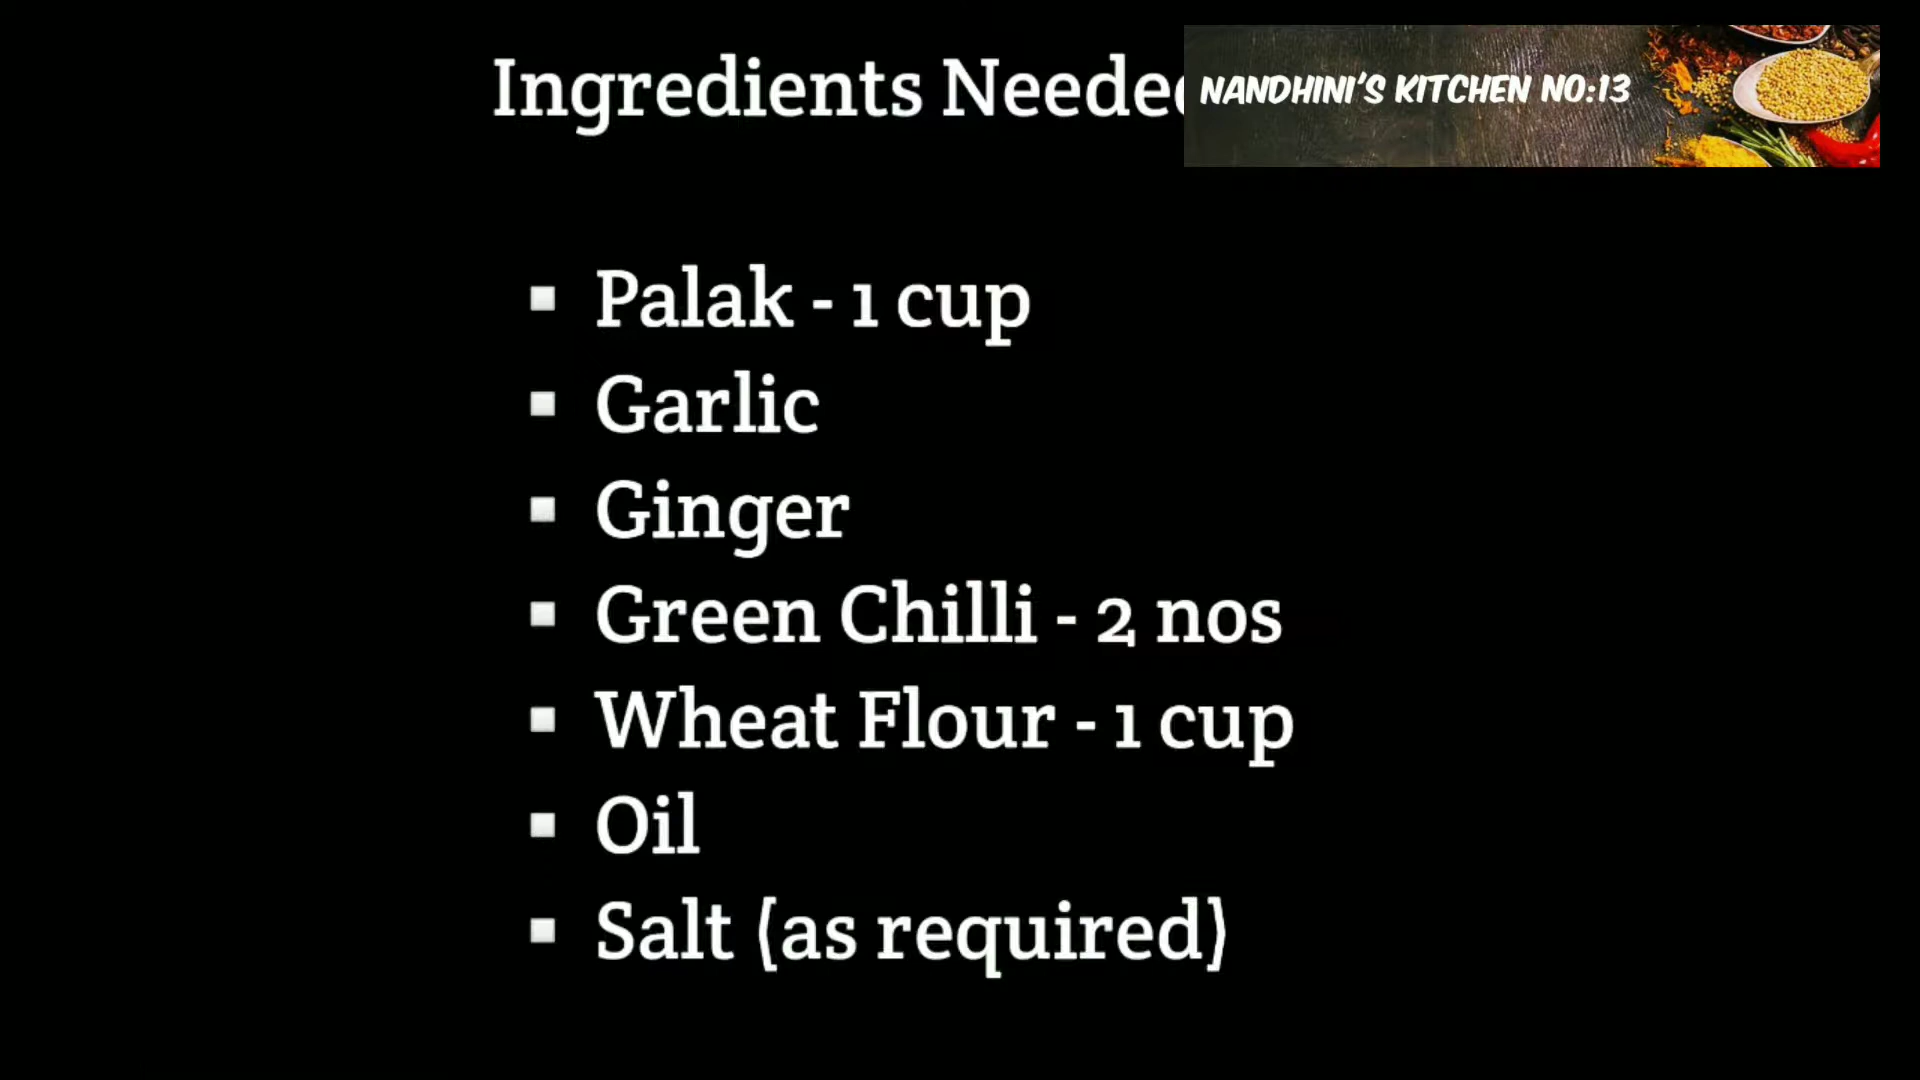 Ingredients Neede
NANDHINI'S KITCHEN NO:13
▪ Palak - 1 cup
▪ Garlic
▪ Ginger
▪ Green Chilli - 2 nos
▪ Wheat Flour - 1 cup
▪ Oil
▪ Salt (as required)